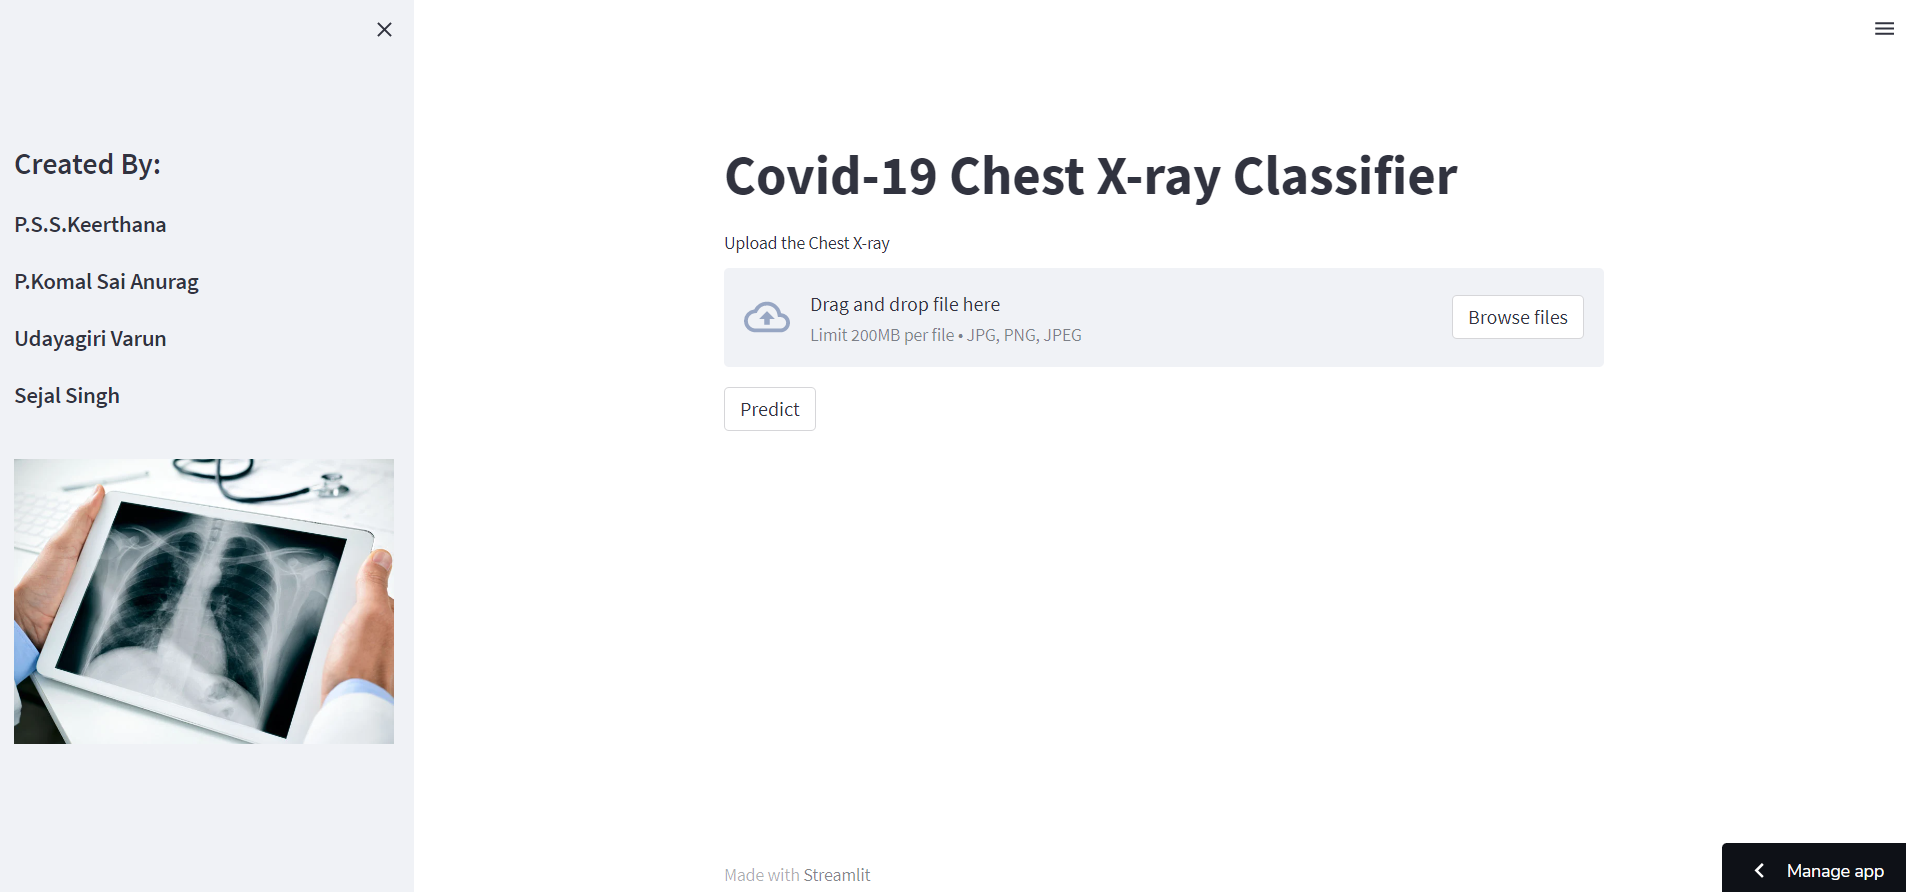 Created By:
P.S.S.Keerthana
P.Komal Sai Anurag
Udayagiri Varun
Sejal Singh
Covid-19 Chest X-ray Classifier
Upload the Chest X-ray
Drag and drop file here
Limit 200MB per file • JPG, PNG, JPEG
Browse files
Predict
Made with Streamlit
Manage app